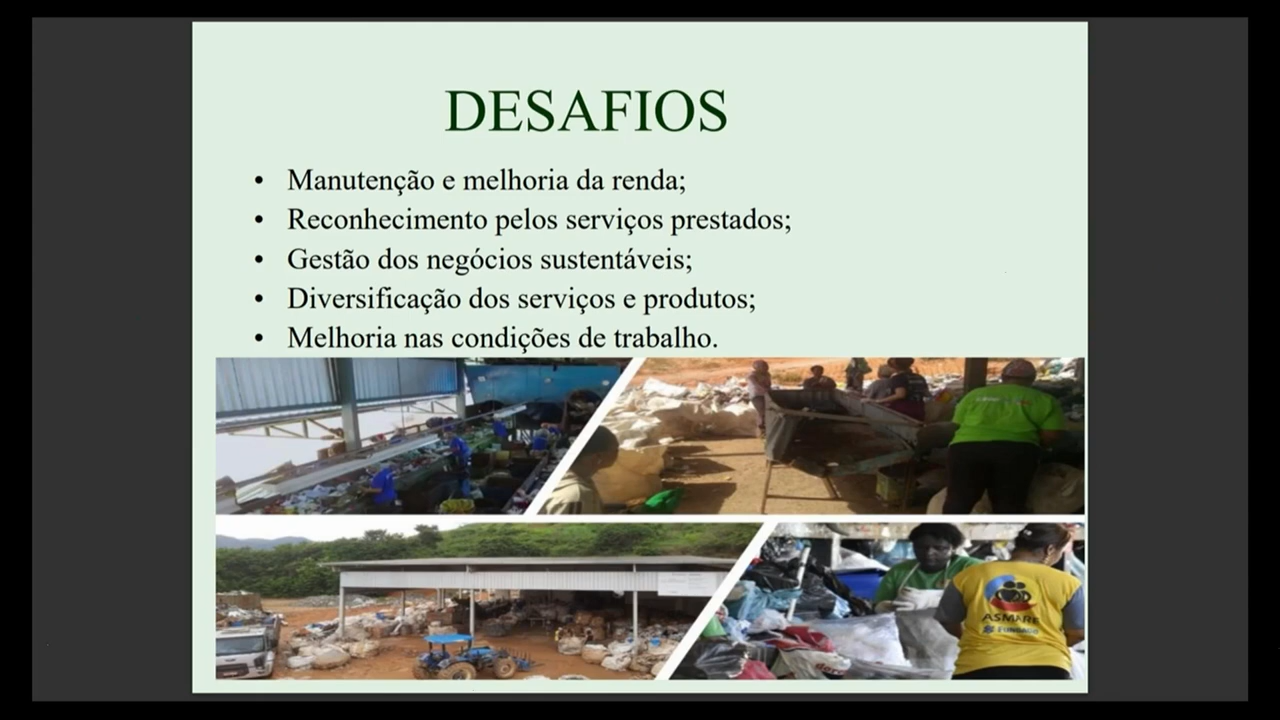 DESAFIOS
• Manutenção e melhoria da renda;
• Reconhecimento pelos serviços prestados;
• Gestão dos negócios sustentáveis;
• Diversificação dos serviços e produtos;
• Melhoria nas condições de trabalho.
ASMARE